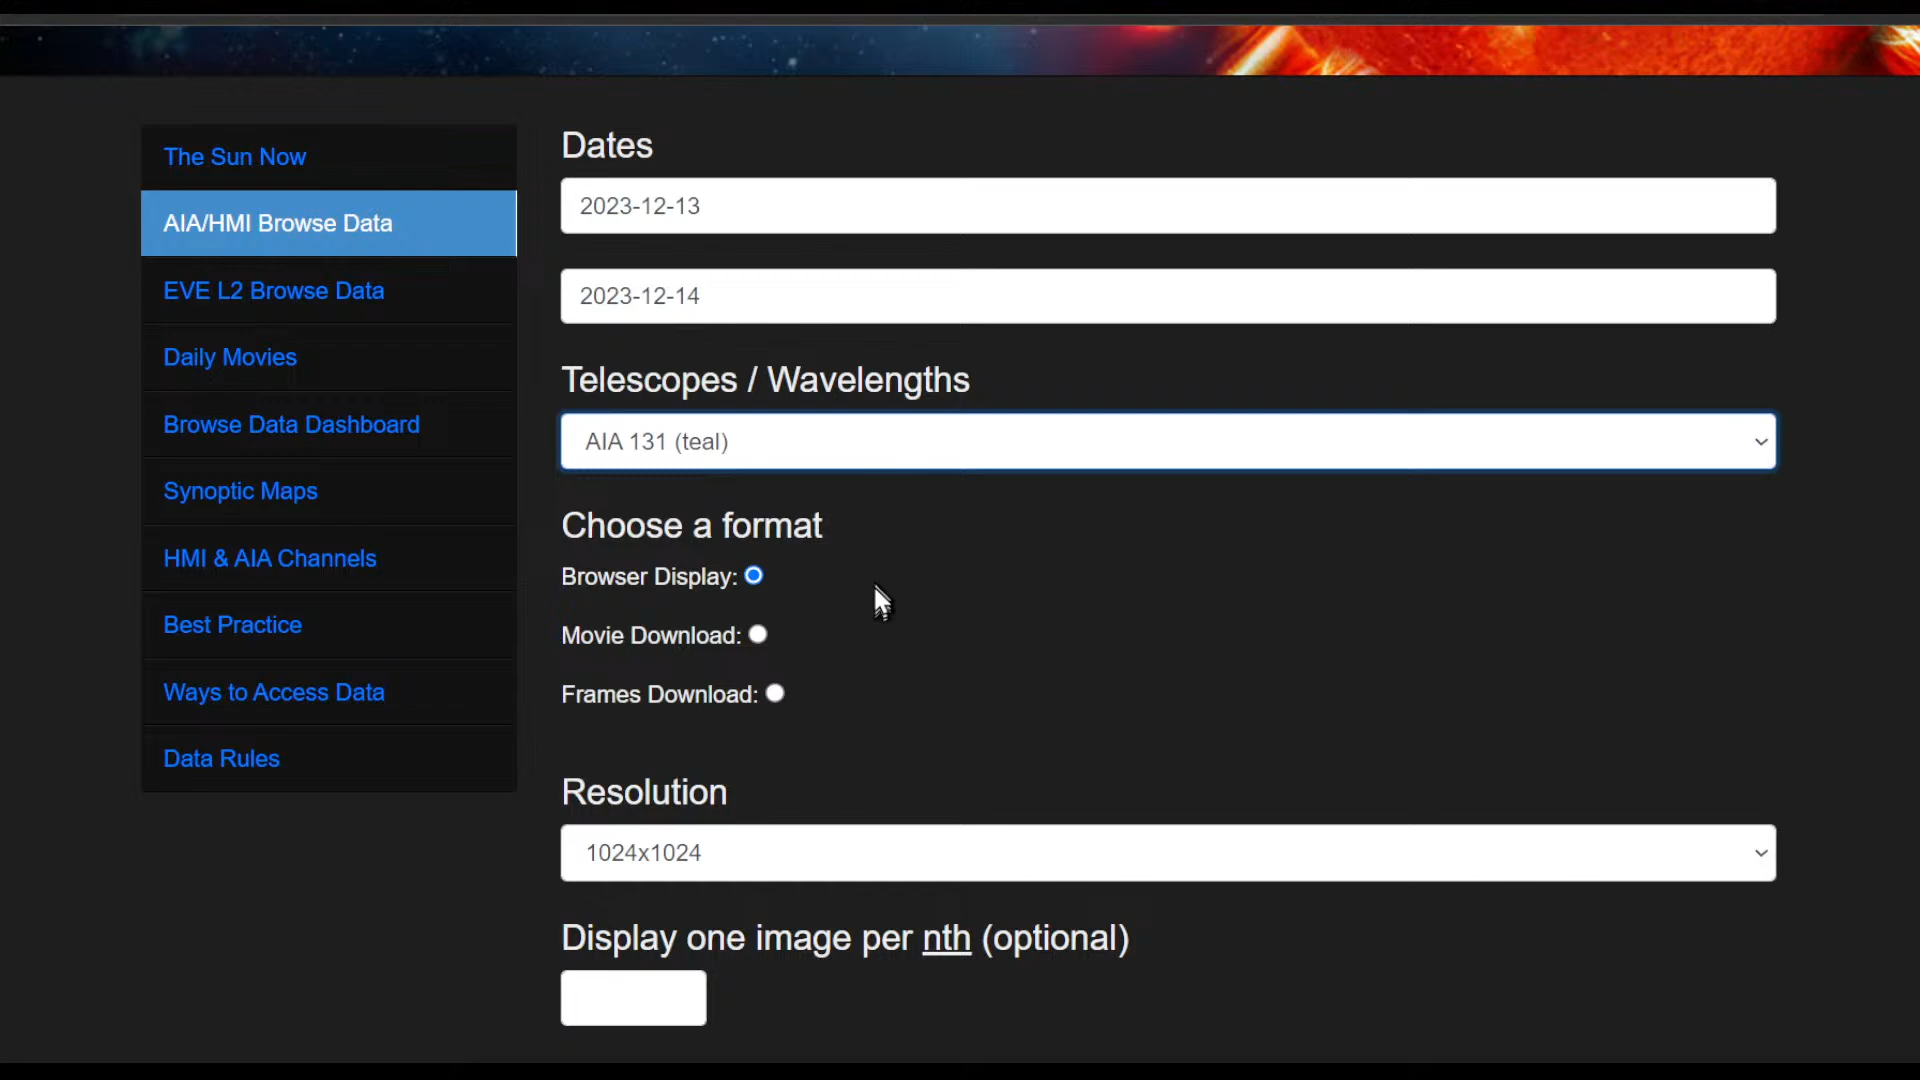 The Sun Now
AIA/HMI Browse Data
EVE L2 Browse Data
Daily Movies
Browse Data Dashboard
Synoptic Maps
HMI & AIA Channels
Best Practice
Ways to Access Data
Data Rules
Dates
2023-12-13
2023-12-14
Telescopes / Wavelengths
AIA 131 (teal)
Choose a format
Browser Display:
Movie Download:
Frames Download:
Resolution
1024x1024
Display one image per nth (optional)